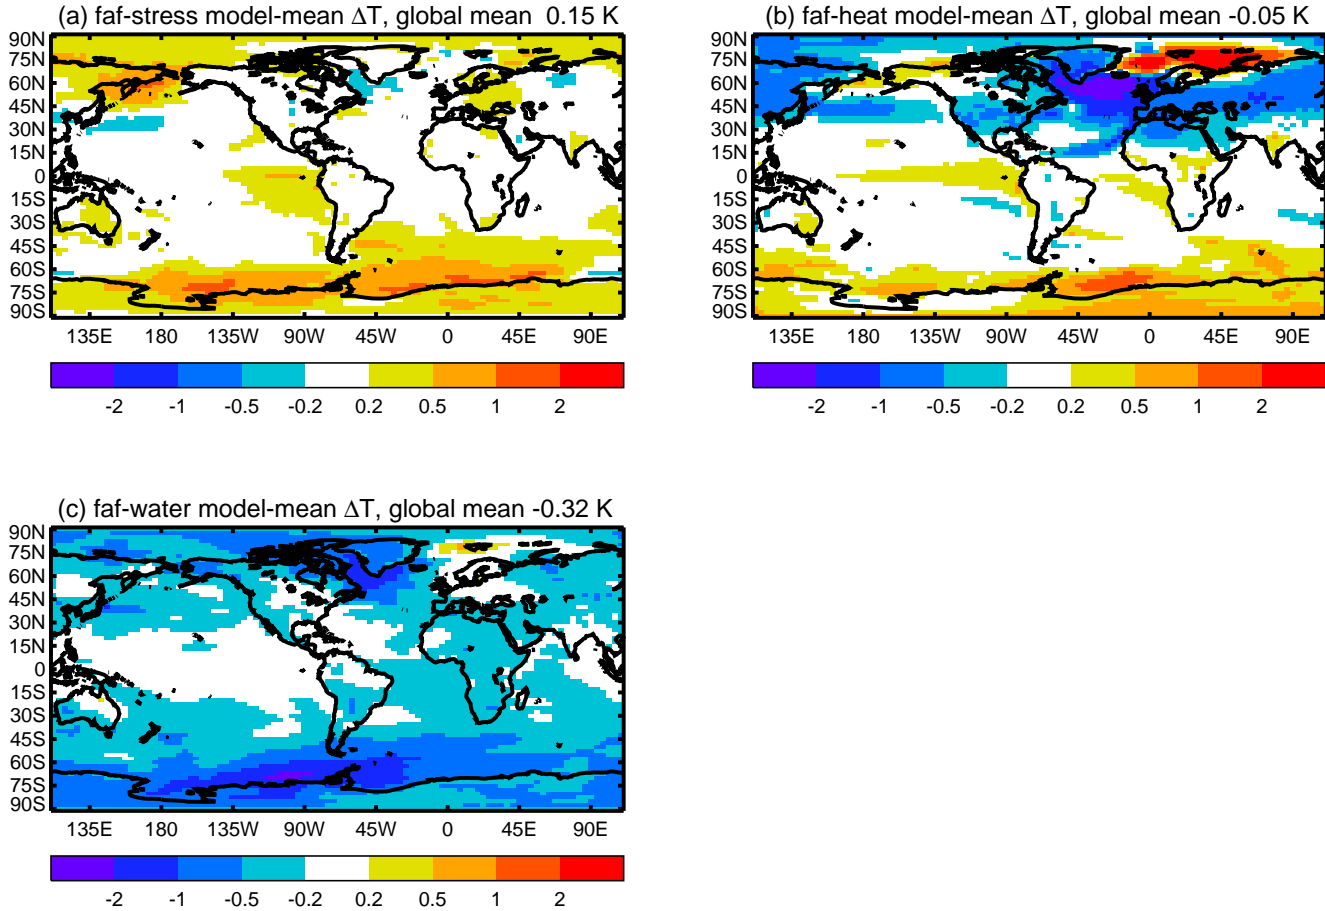 (a) faf-stress model-mean ΔT, global mean 0.15 K
90N
75N
60N
45N
30N
15N
0
15S
30S
45S
60S
75S
90S
135E 180 135W 90W 45W 0 45E 90E
-2 -1 -0.5 -0.2 0.2 0.5 1 2
(b) faf-heat model-mean ΔT, global mean -0.05 K
90N
75N
60N
45N
30N
15N
0
15S
30S
45S
60S
75S
90S
135E 180 135W 90W 45W 0 45E 90E
-2 -1 -0.5 -0.2 0.2 0.5 1 2
(c) faf-water model-mean ΔT, global mean -0.32 K
90N
75N
60N
45N
30N
15N
0
15S
30S
45S
60S
75S
90S
135E 180 135W 90W 45W 0 45E 90E
-2 -1 -0.5 -0.2 0.2 0.5 1 2